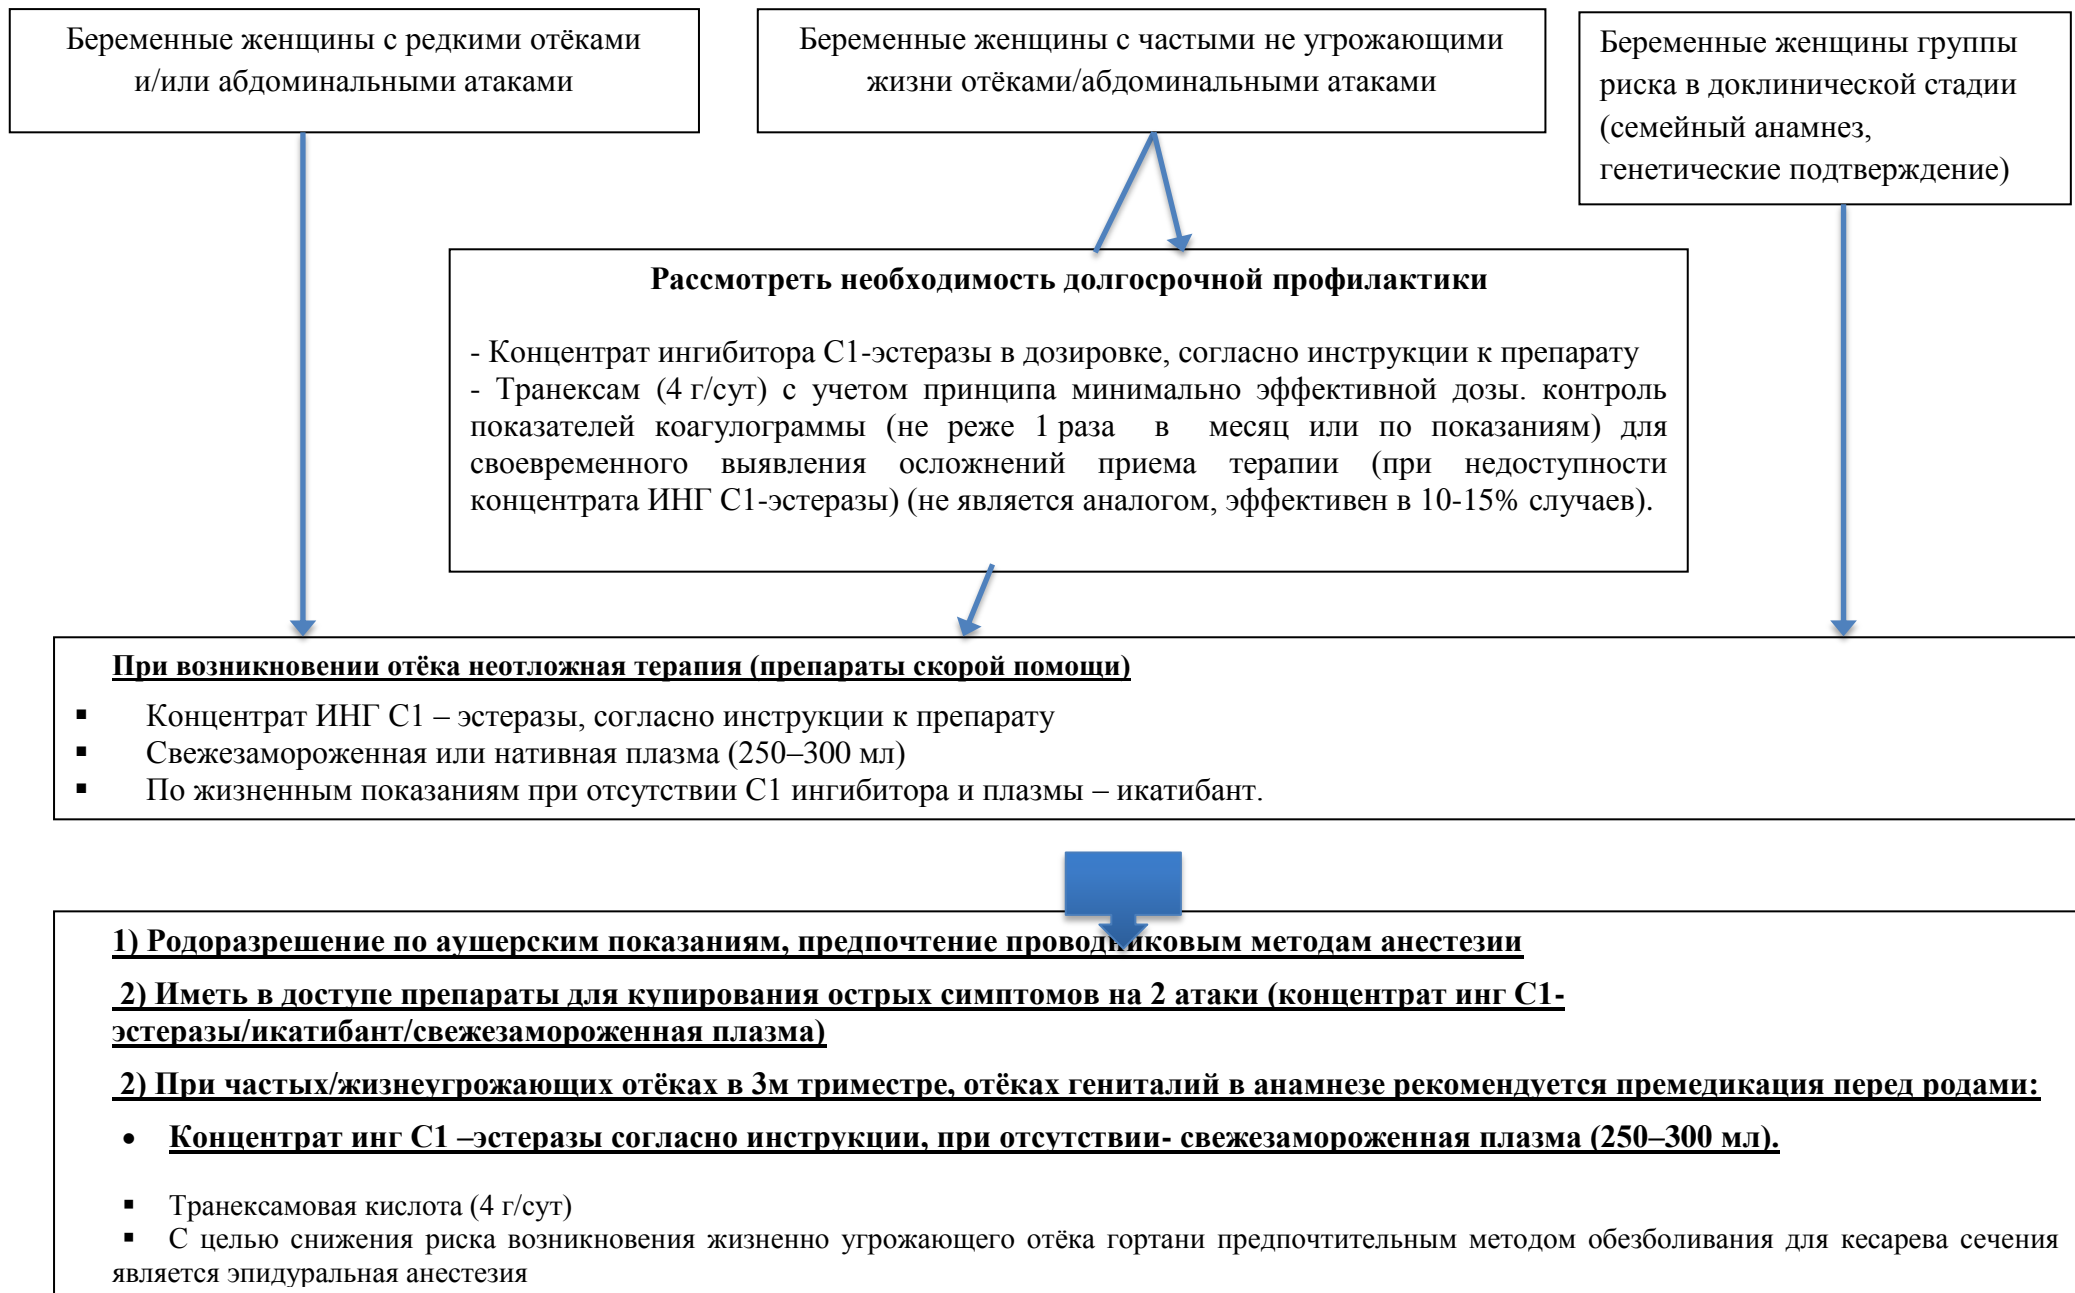 Беременные женщины с редкими отёками
и/или абдоминальными атаками
Беременные женщины с частыми не угрожающими
жизни отёками/абдоминальными атаками
Беременные женщины группы
риска в доклинической стадии
(семейный анамнез,
генетические подтверждение)
Рассмотреть необходимость долгосрочной профилактики
- Концентрат ингибитора С1-эстеразы в дозировке, согласно инструкции к препарату
- Транексам (4 г/сут) с учетом принципа минимально эффективной дозы. контроль
показателей коагулограммы (не реже 1 раза в месяц или по показаниям) для
своевременного выявления осложнений приема терапии (при недоступности
концентрата ИНГ С1-эстеразы) (не является аналогом, эффективен в 10-15% случаев).
При возникновении отёка неотложная терапия (препараты скорой помощи)
▪ Концентрат ИНГ С1 – эстеразы, согласно инструкции к препарату
▪ Свежезамороженная или нативная плазма (250–300 мл)
▪ По жизненным показаниям при отсутствии С1 ингибитора и плазмы – икатибант.
1) Родоразрешение по аушерским показаниям, предпочтение проводниковым методам анестезии
2) Иметь в доступе препараты для купирования острых симптомов на 2 атаки (концентрат инг С1-
эстеразы/икатибант/свежезамороженная плазма)
2) При частых/жизнеугрожающих отёках в 3м триместре, отёках гениталий в анамнезе рекомендуется премедикация перед родами:
• Концентрат инг С1 –эстеразы согласно инструкции, при отсутствии- свежезамороженная плазма (250–300 мл).
▪ Транексамовая кислота (4 г/сут)
▪ С целью снижения риска возникновения жизненно угрожающего отёка гортани предпочтительным методом обезболивания для кесарева сечения
является эпидуральная анестезия